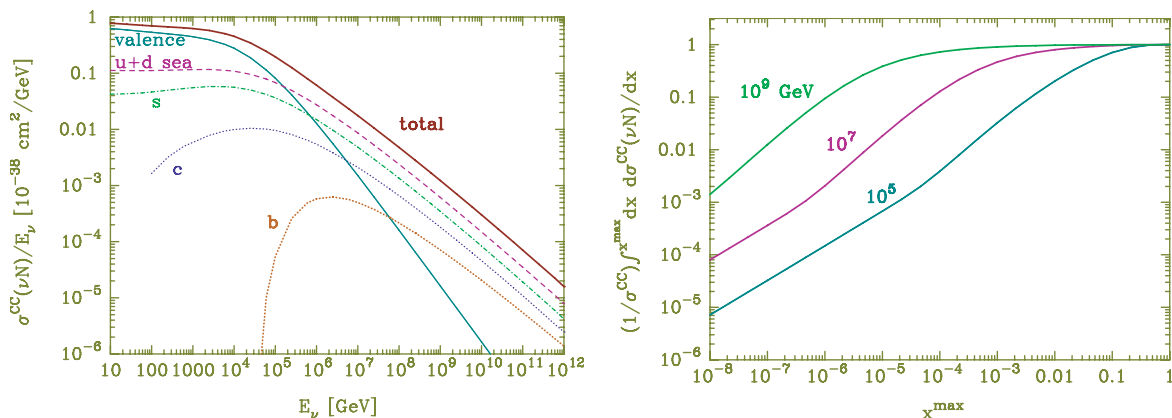 σ^CC(νN)/E_ν [10^-38 cm^2/GeV]
1
0.1
0.01
10^-3
10^-4
10^-5
10^-6
valence
u+d sea
s
c
b
total
10 100 1000 10^4 10^5 10^6 10^7 10^8 10^9 10^10 10^11 10^12
E_ν [GeV]
(1/σ^CC)∫^x^max dx dσ^CC(νN)/dx
1
0.1
0.01
10^-3
10^-4
10^-5
10^-6
10^9 GeV
10^7
10^5
10^-8 10^-7 10^-6 10^-5 10^-4 10^-3 0.01 0.1 1
x^max